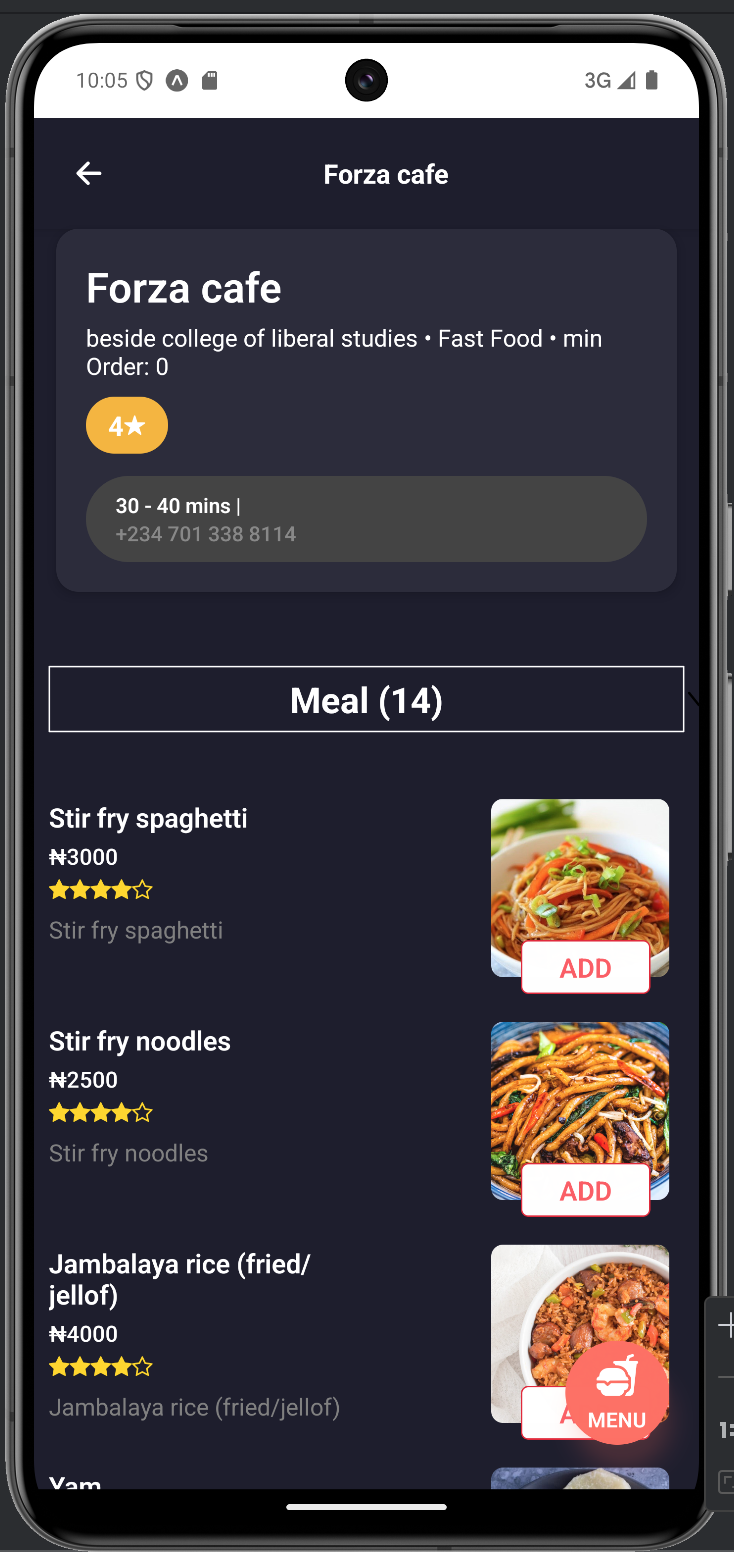 10:05
3G
Forza cafe
Forza cafe
beside college of liberal studies • Fast Food • min
Order: 0
4★
30 - 40 mins |
+234 701 338 8114
Meal (14)
Stir fry spaghetti
₦3000
Stir fry spaghetti
ADD
Stir fry noodles
₦2500
Stir fry noodles
ADD
Jambalaya rice (fried/
jellof)
₦4000
Jambalaya rice (fried/jellof)
MENU
Yam